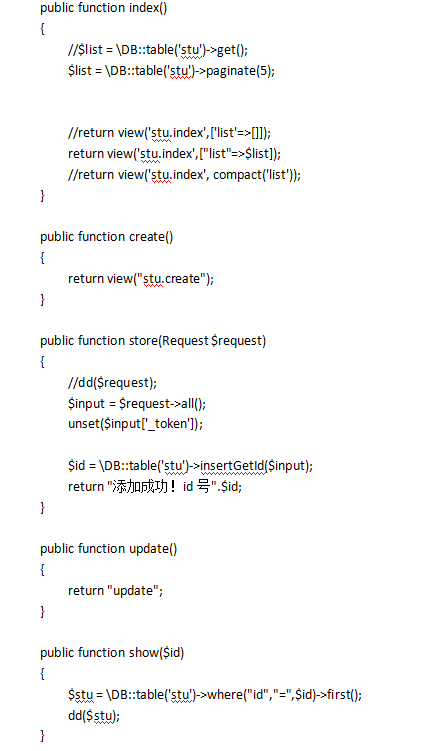 public function index()
{
//$list = \DB::table('stu')->get();
$list = \DB::table('stu')->paginate(5);
//return view('stu.index',['list'=>[]]);
return view('stu.index',["list"=>$list]);
//return view('stu.index', compact('list'));
}
public function create()
{
return view("stu.create");
}
public function store(Request $request)
{
//dd($request);
$input = $request->all();
unset($input['_token']);
$id = \DB::table('stu')->insertGetId($input);
return "添加成功！id 号".$id;
}
public function update()
{
return "update";
}
public function show($id)
{
$stu = \DB::table('stu')->where("id","=",$id)->first();
dd($stu);
}